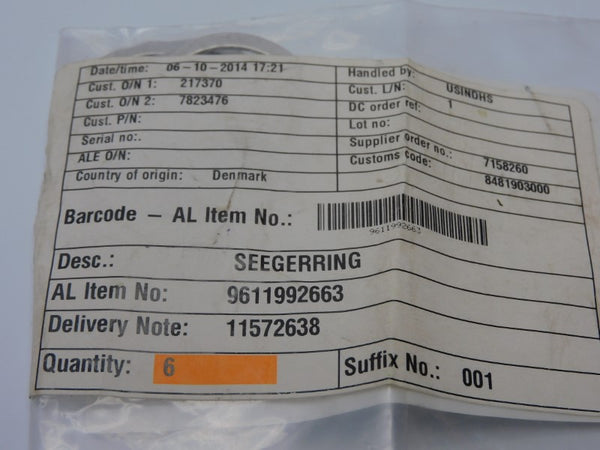 Date/time: 06-10-2014 17:21
Cust. O/N 1: 217370
Cust. O/N 2: 7823476
Cust. P/N:
Serial no:.
ALE O/N:
Country of origin: Denmark
Handled by:
Cust. L/N: USINDHS
DC order ref: 1
Lot no:
Supplier order no.: 7158260
Customs code: 8481903000
Barcode - AL Item No.:
9611992663
Desc.: SEEGERRING
AL Item No: 9611992663
Delivery Note: 11572638
Quantity: 6
Suffix No.: 001